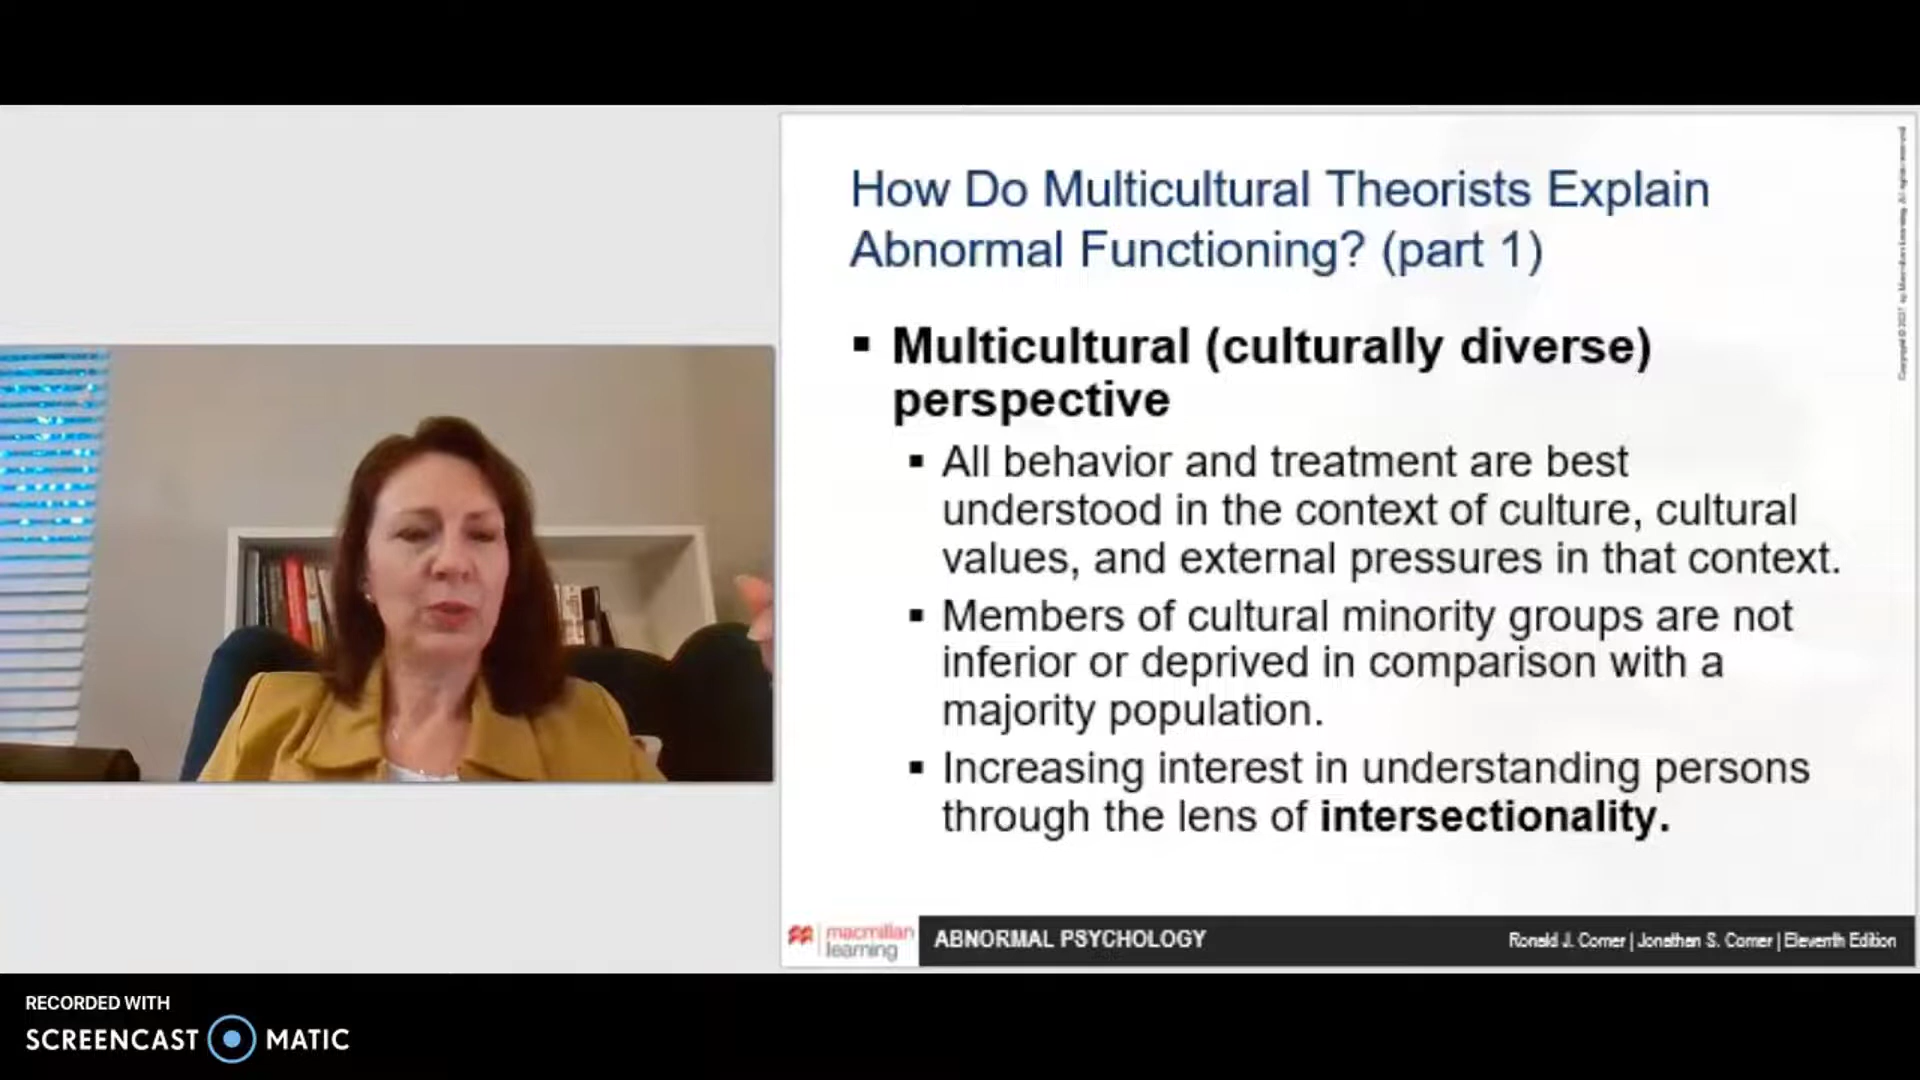 How Do Multicultural Theorists Explain
Abnormal Functioning? (part 1)
▪ Multicultural (culturally diverse)
perspective
▪ All behavior and treatment are best
understood in the context of culture, cultural
values, and external pressures in that context.
▪ Members of cultural minority groups are not
inferior or deprived in comparison with a
majority population.
▪ Increasing interest in understanding persons
through the lens of intersectionality.
macmillan
learning
ABNORMAL PSYCHOLOGY
Ronald J. Comer | Jonathan S. Comer | Eleventh Edition
RECORDED WITH
SCREENCAST MATIC